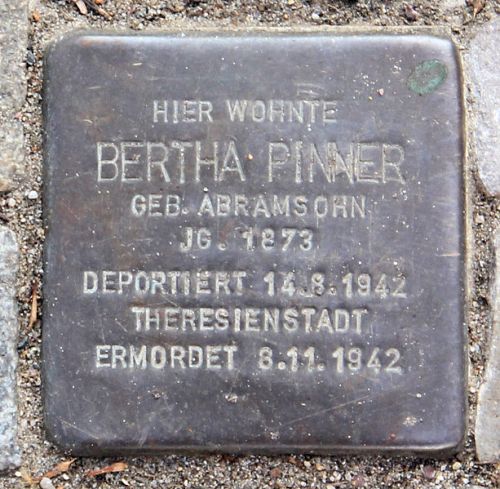 HIER WOHNTE
BERTHA PINNER
GEB. ABRAMSOHN
JG. 1873
DEPORTIERT 14.8.1942
THERESIENSTADT
ERMORDET 8.11.1942